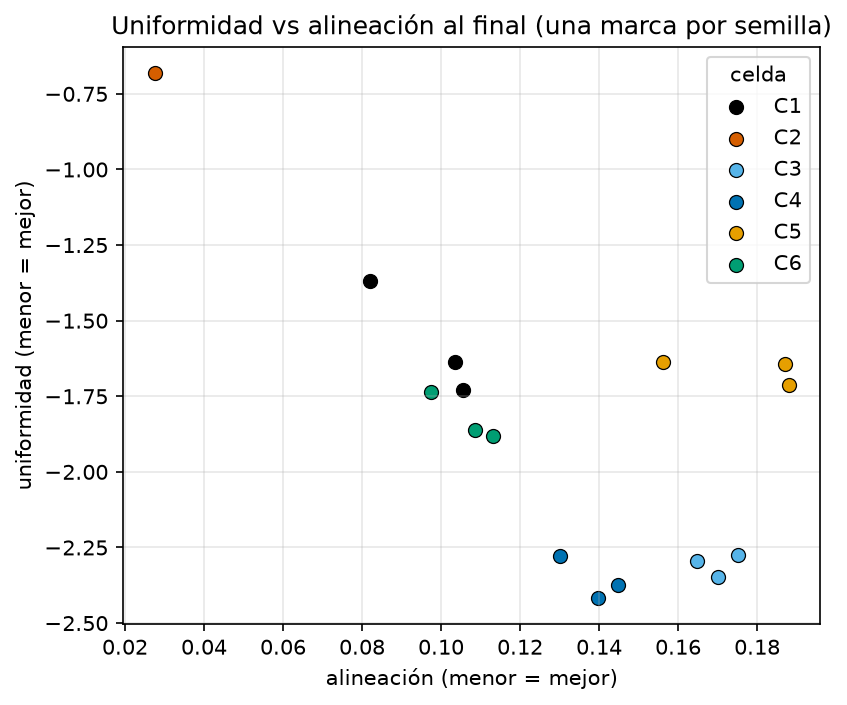 Uniformidad vs alineación al final (una marca por semilla)
celda
C1
C2
C3
C4
C5
C6
uniformidad (menor = mejor)
−0.75
−1.00
−1.25
−1.50
−1.75
−2.00
−2.25
−2.50
0.02 0.04 0.06 0.08 0.10 0.12 0.14 0.16 0.18
alineación (menor = mejor)